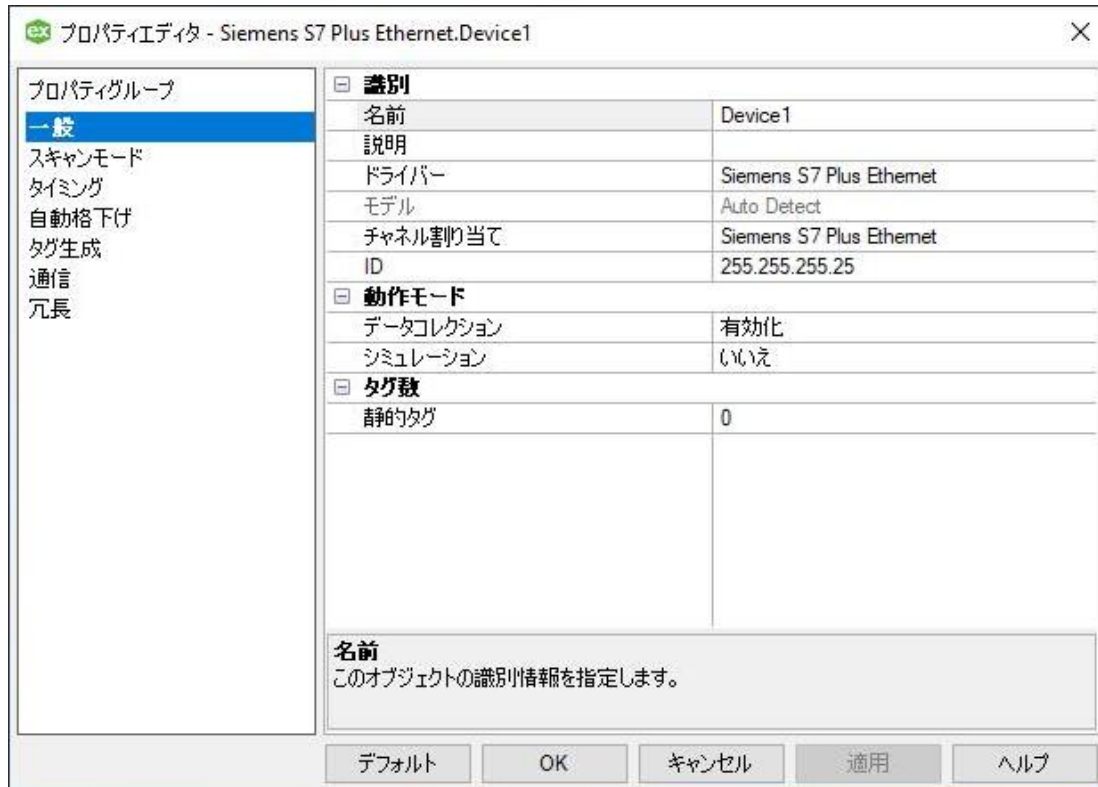 ex プロパティエディタ - Siemens S7 Plus Ethernet.Device1
プロパティグループ
一般
スキャンモード
タイミング
自動格下げ
タグ生成
通信
冗長
識別
名前 Device1
説明
ドライバー Siemens S7 Plus Ethernet
モデル Auto Detect
チャネル割り当て Siemens S7 Plus Ethernet
ID 255.255.255.25
動作モード
データコレクション 有効化
シミュレーション いいえ
タグ数
静的タグ 0
名前
このオブジェクトの識別情報を指定します。
デフォルト OK キャンセル 適用 ヘルプ